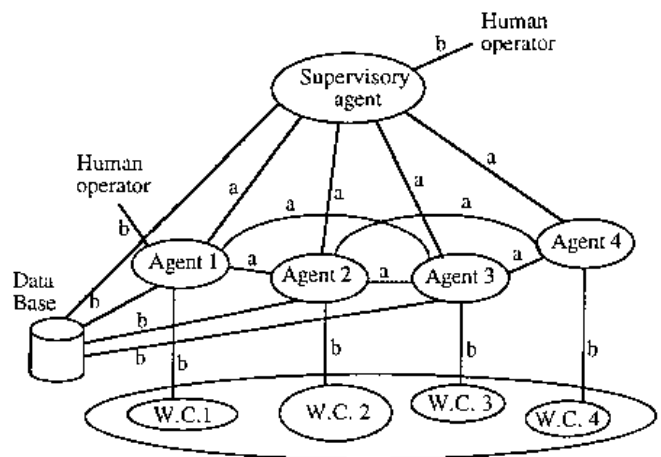 Human
operator
b
Supervisory
agent
Human
operator
a
a
a
a
a
a
b
Agent 1
a
Agent 2
a
Agent 3
a
Agent 4
Data
Base
b
b
b
b
b
b
b
W.C.1
W.C. 2
W.C. 3
W.C. 4